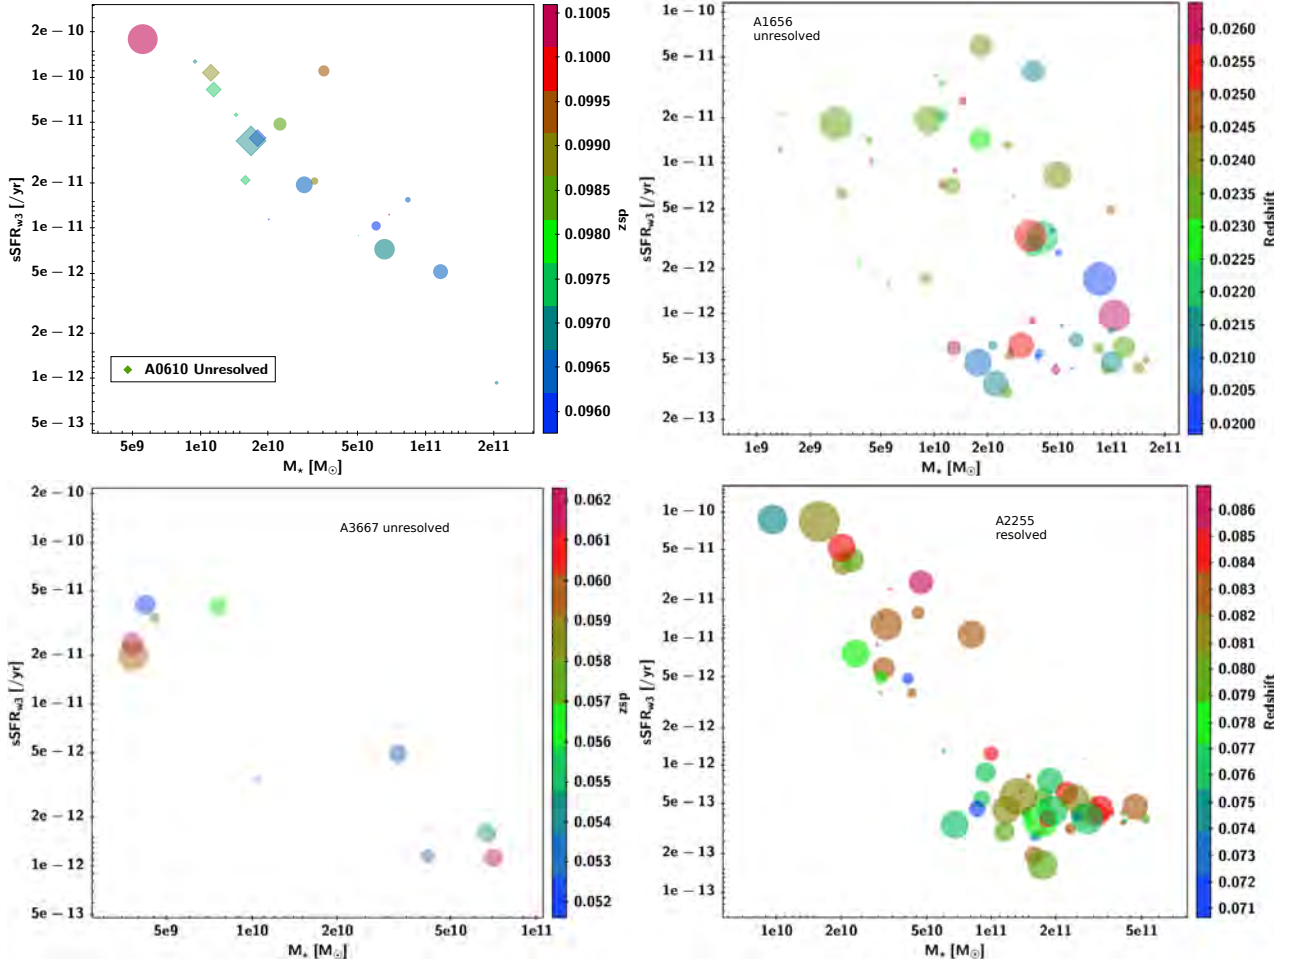 2e − 10
1e − 10
5e − 11
2e − 11
1e − 11
5e − 12
2e − 12
1e − 12
5e − 13
sSFRw3 [/yr]
A0610 Unresolved
5e9 1e10 2e10 5e10 1e11 2e11
M⋆ [M⊙]
0.1005
0.1000
0.0995
0.0990
0.0985
0.0980
0.0975
0.0970
0.0965
0.0960
zsp
A1656
unresolved
1e − 10
5e − 11
2e − 11
1e − 11
5e − 12
2e − 12
1e − 12
5e − 13
2e − 13
sSFRw3 [/yr]
1e9 2e9 5e9 1e10 2e10 5e10 1e11 2e11
M⋆ [M⊙]
0.0260
0.0255
0.0250
0.0245
0.0240
0.0235
0.0230
0.0225
0.0220
0.0215
0.0210
0.0205
0.0200
Redshift
A3667 unresolved
2e − 10
1e − 10
5e − 11
2e − 11
1e − 11
5e − 12
2e − 12
1e − 12
5e − 13
sSFRw3 [/yr]
5e9 1e10 2e10 5e10 1e11
M⋆ [M⊙]
0.062
0.061
0.060
0.059
0.058
0.057
0.056
0.055
0.054
0.053
0.052
zsp
A2255
resolved
1e − 10
5e − 11
2e − 11
1e − 11
5e − 12
2e − 12
1e − 12
5e − 13
2e − 13
1e − 13
sSFRw3 [/yr]
1e10 2e10 5e10 1e11 2e11 5e11
M⋆ [M⊙]
0.086
0.085
0.084
0.083
0.082
0.081
0.080
0.079
0.078
0.077
0.076
0.075
0.074
0.073
0.072
0.071
Redshift